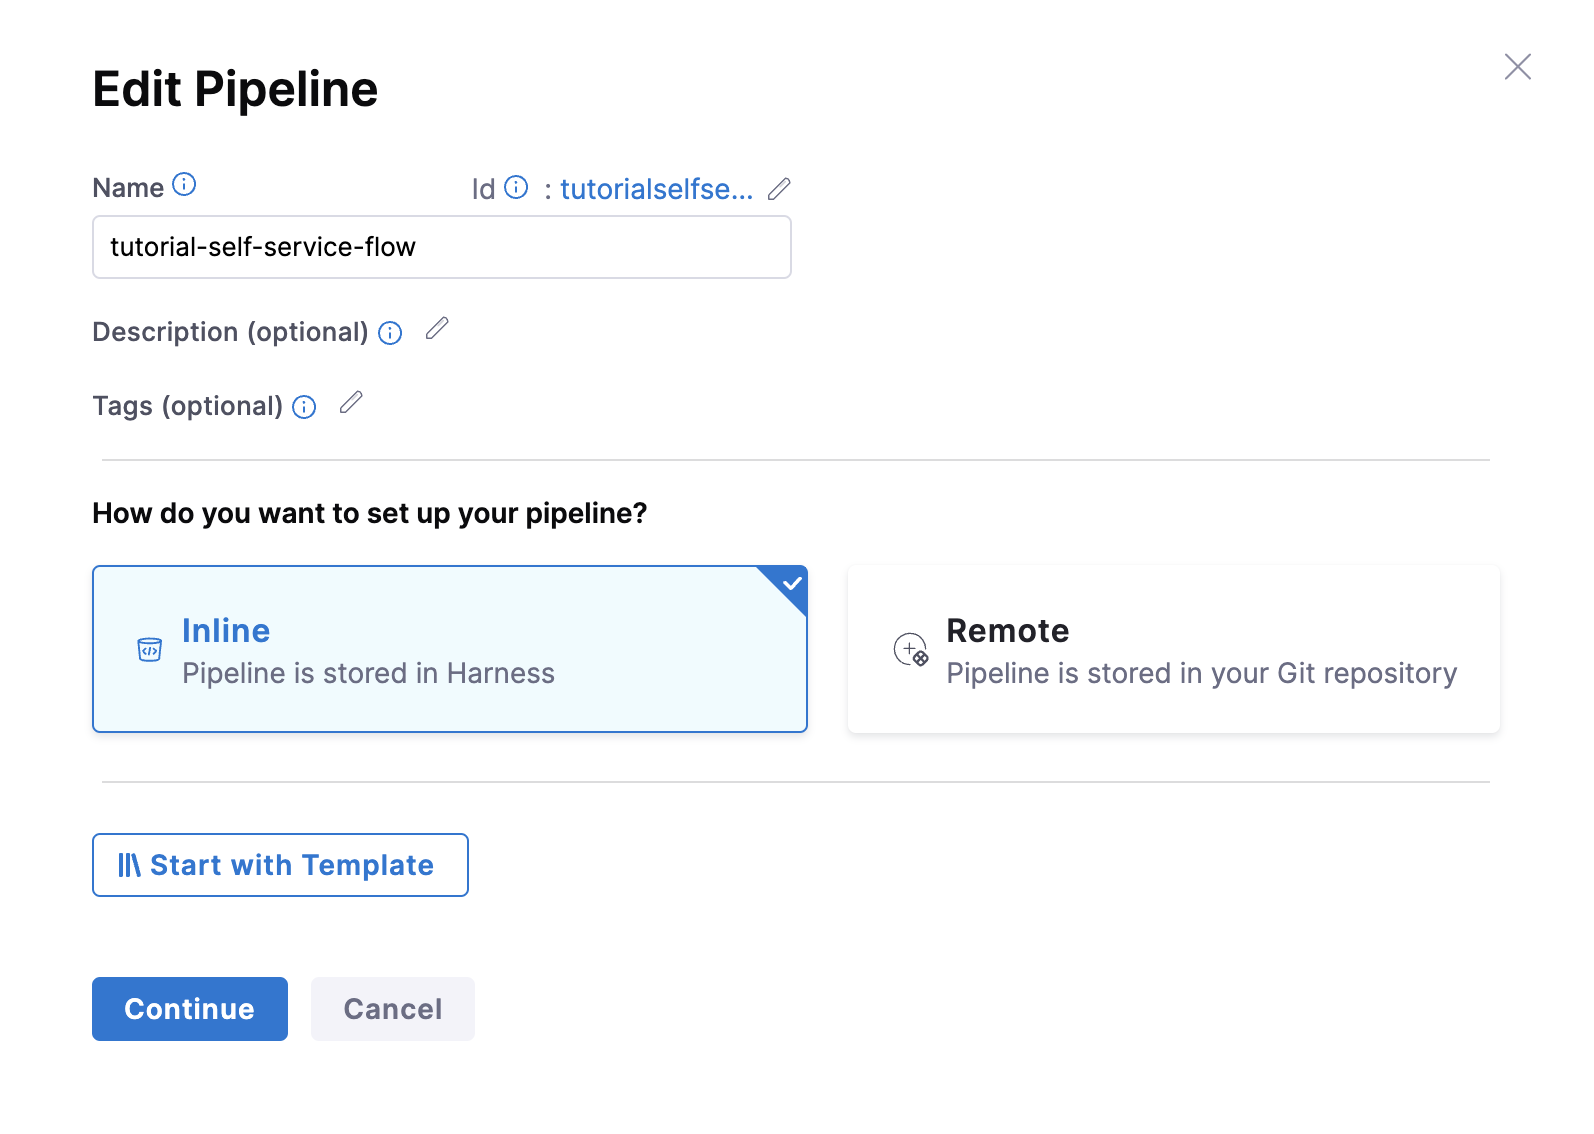 Edit Pipeline
Name
Id : tutorialselfse...
tutorial-self-service-flow
Description (optional)
Tags (optional)
How do you want to set up your pipeline?
Inline
Pipeline is stored in Harness
Remote
Pipeline is stored in your Git repository
Start with Template
Continue
Cancel